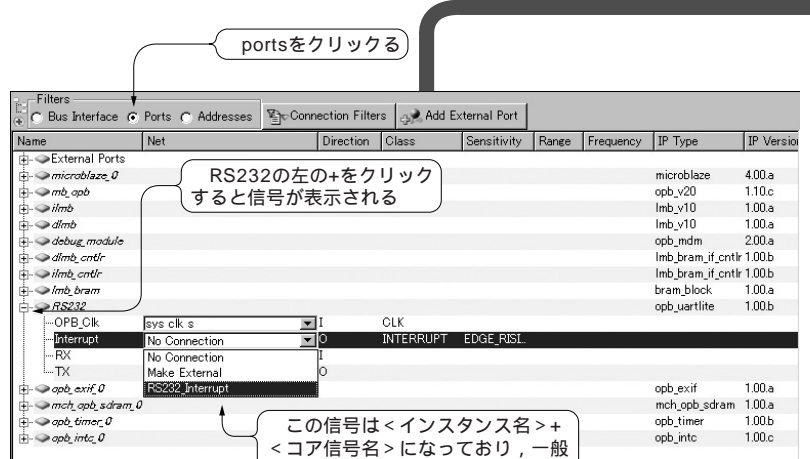 portsをクリックる
Filters
Bus Interface Ports Addresses Connection Filters Add External Port
Name Net Direction Class Sensitivity Range Frequency IP Type IP Version
External Ports
microblaze_0 microblaze 4.00.a
RS232の左の+をクリック
すると信号が表示される
mb_opb opb_v20 1.10.c
ilmb lmb_v10 1.00.a
dlmb lmb_v10 1.00.a
debug_module opb_mdm 2.00.a
dlmb_cntlr lmb_bram_if_cntlr 1.00.b
ilmb_cntlr lmb_bram_if_cntlr 1.00.b
lmb_bram bram_block 1.00.a
RS232 opb_uartlite 1.00.b
OPB_Clk sys clk s I CLK
Interrupt No Connection O INTERRUPT EDGE_RISI..
RX No Connection I
TX Make External O
RS232_Interrupt
opb_exif_0 opb_exif 1.00.a
mch_opb_sdram_0 mch_opb_sdram 1.00.a
opb_timer_0 opb_timer 1.00.b
opb_intc_0 opb_intc 1.00.c
この信号は<インスタンス名>+
<コア信号名>になっており,一般